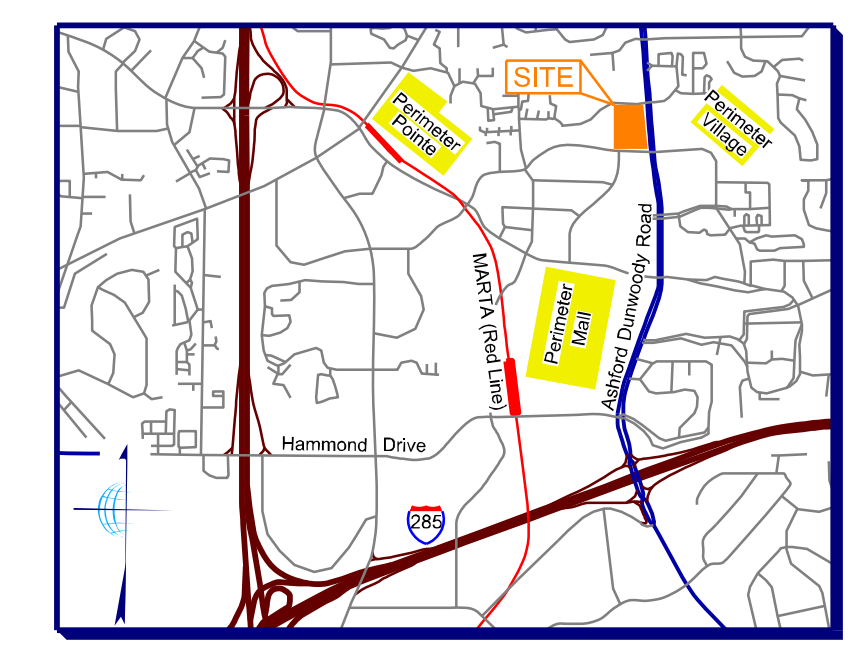 SITE
Perimeter
Pointe
Perimeter
Village
Ashford Dunwoody Road
MARTA (Red Line)
Perimeter
Mall
Hammond Drive
285